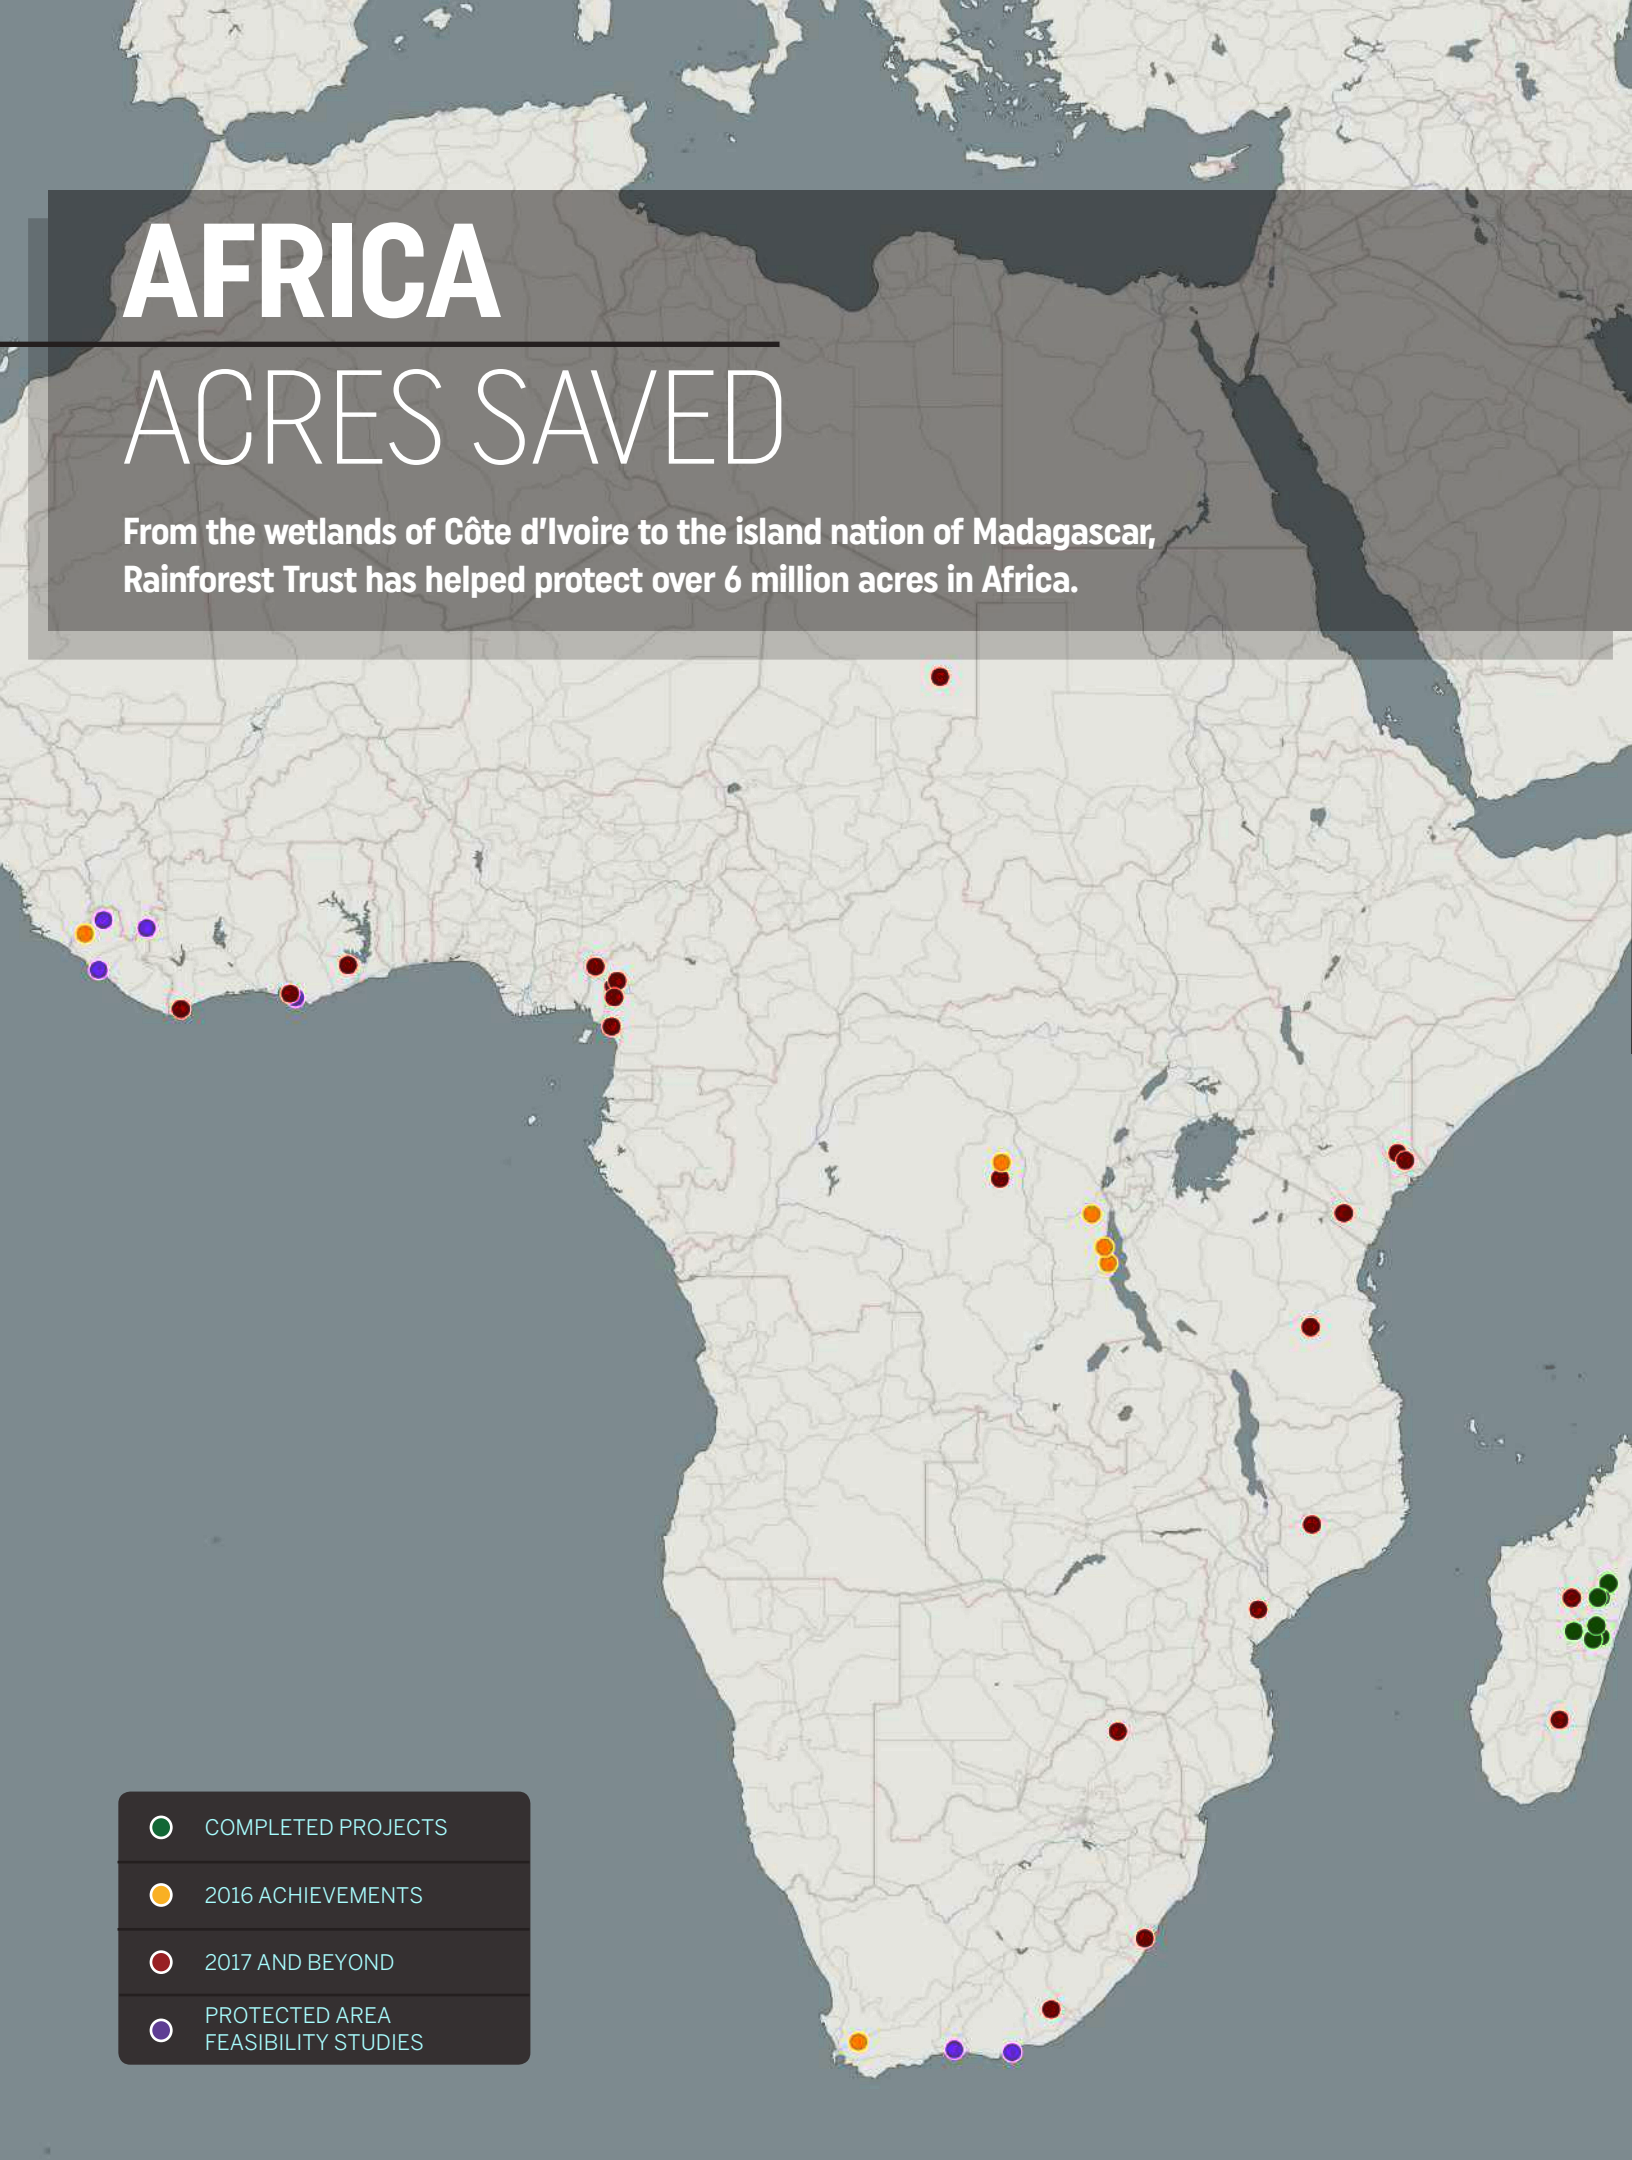 AFRICA
ACRES SAVED
From the wetlands of Côte d'Ivoire to the island nation of Madagascar,
Rainforest Trust has helped protect over 6 million acres in Africa.
COMPLETED PROJECTS
2016 ACHIEVEMENTS
2017 AND BEYOND
PROTECTED AREA
FEASIBILITY STUDIES